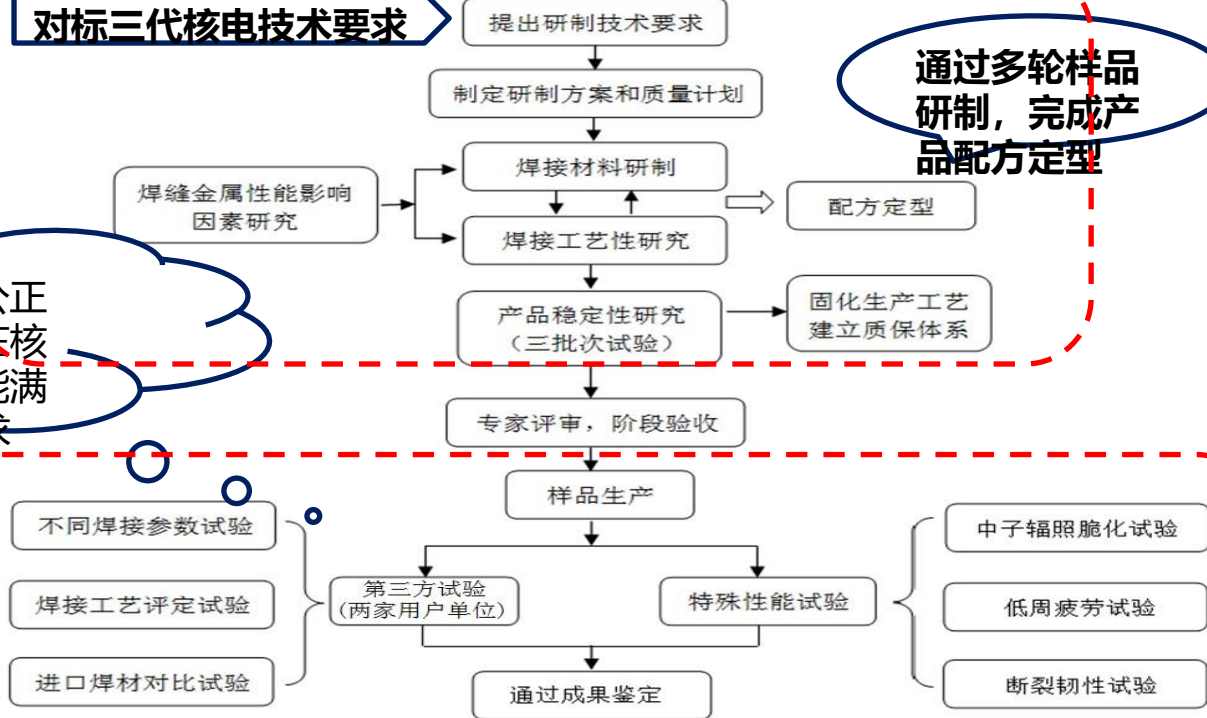 对标三代核电技术要求
提出研制技术要求
通过多轮样品
研制，完成产
品配方定型
制定研制方案和质量计划
焊接材料研制
焊缝金属性能影响
因素研究
配方定型
焊接工艺性研究
公正
核
能满
产品稳定性研究
（三批次试验）
固化生产工艺
建立质保体系
专家评审，阶段验收
样品生产
不同焊接参数试验
中子辐照脆化试验
第三方试验
(两家用户单位)
特殊性能试验
焊接工艺评定试验
低周疲劳试验
进口焊材对比试验
通过成果鉴定
断裂韧性试验